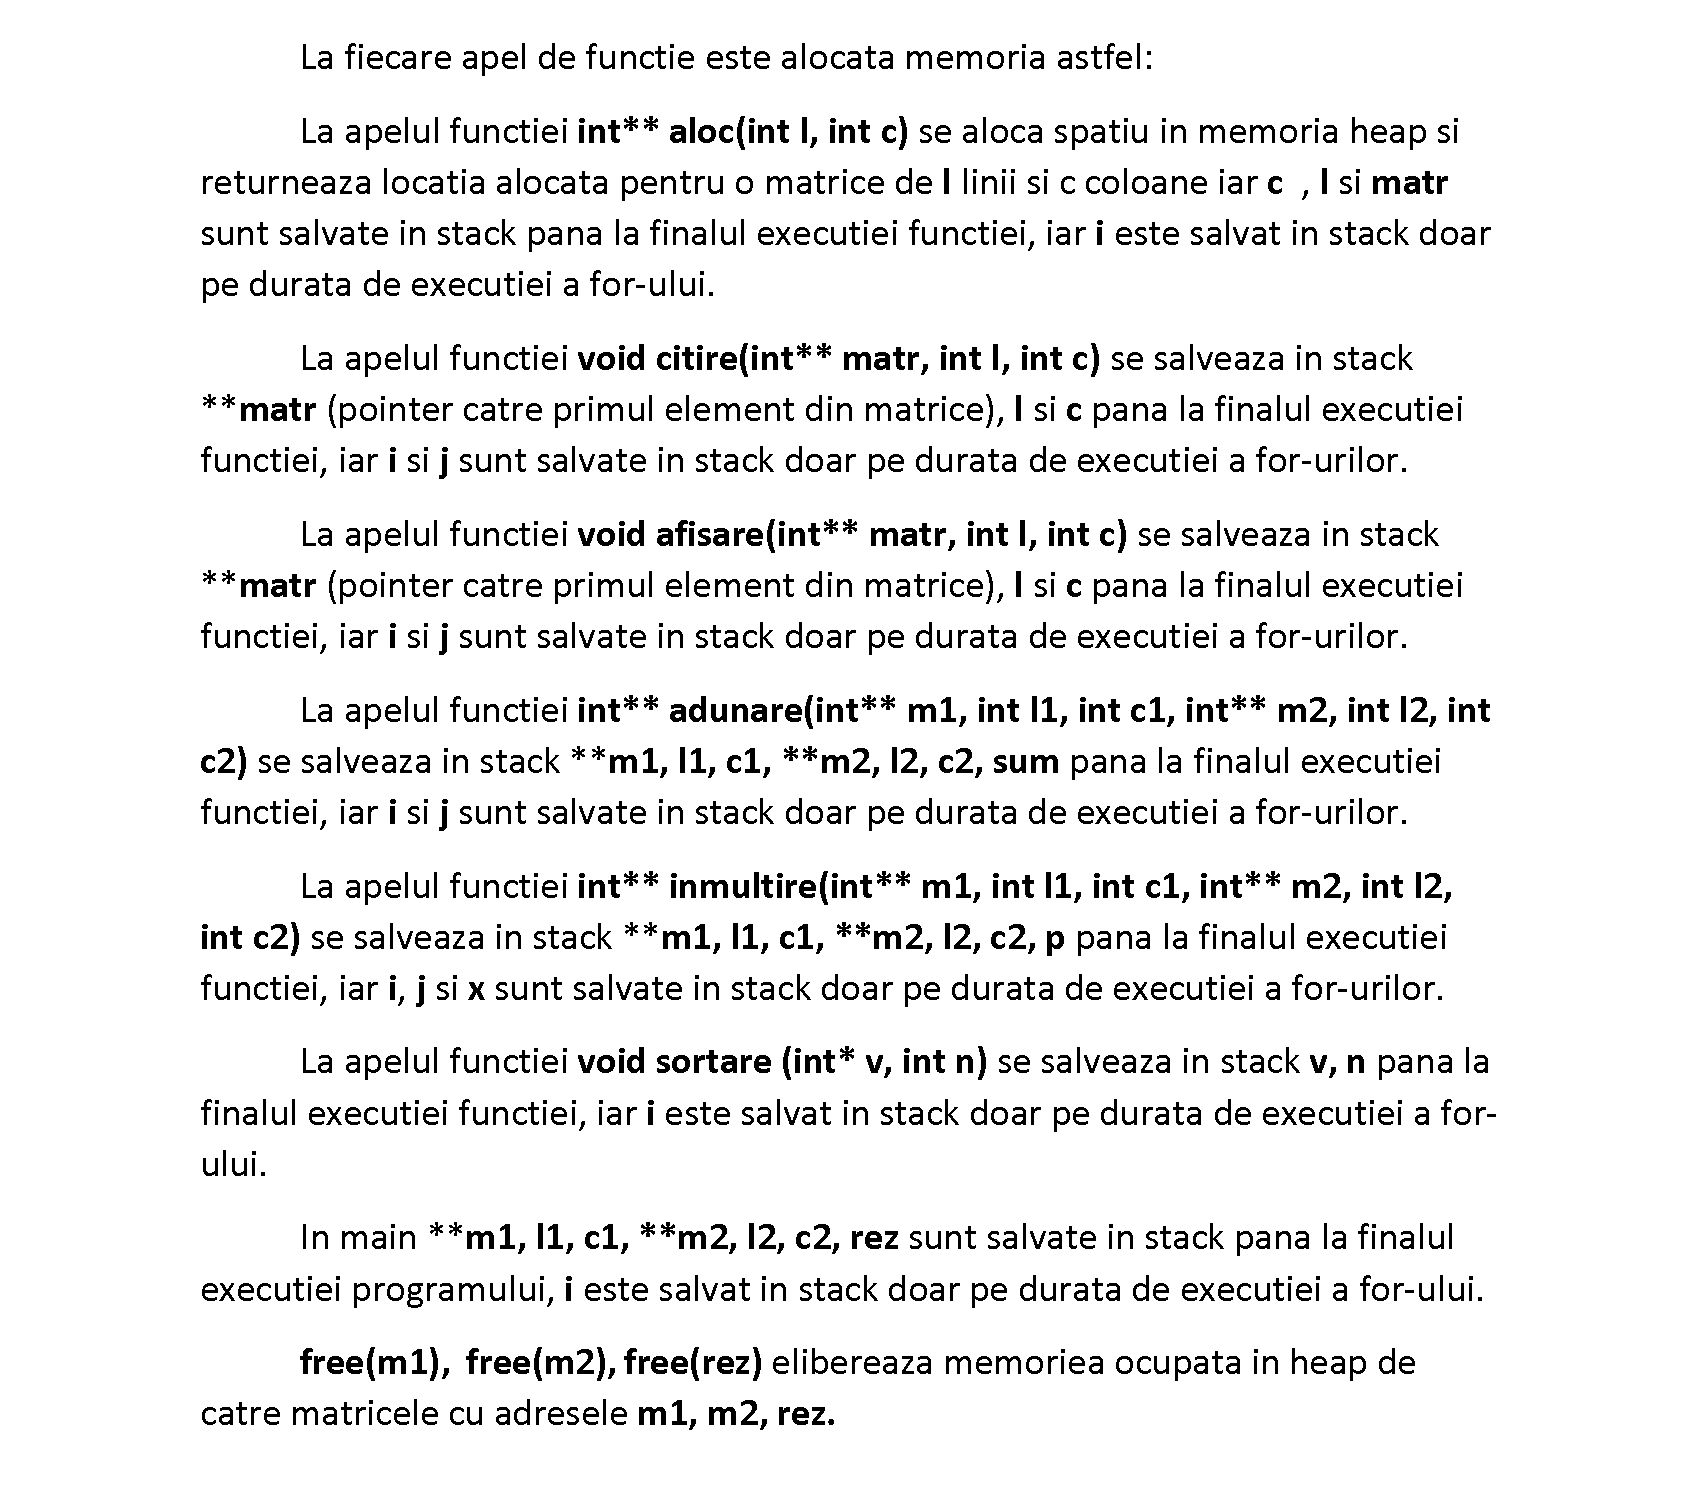 La fiecare apel de functie este alocata memoria astfel:
La apelul functiei int** aloc(int l, int c) se aloca spatiu in memoria heap si
returneaza locatia alocata pentru o matrice de l linii si c coloane iar c , l si matr
sunt salvate in stack pana la finalul executiei functiei, iar i este salvat in stack doar
pe durata de executiei a for-ului.
La apelul functiei void citire(int** matr, int l, int c) se salveaza in stack
**matr (pointer catre primul element din matrice), l si c pana la finalul executiei
functiei, iar i si j sunt salvate in stack doar pe durata de executiei a for-urilor.
La apelul functiei void afisare(int** matr, int l, int c) se salveaza in stack
**matr (pointer catre primul element din matrice), l si c pana la finalul executiei
functiei, iar i si j sunt salvate in stack doar pe durata de executiei a for-urilor.
La apelul functiei int** adunare(int** m1, int l1, int c1, int** m2, int l2, int
c2) se salveaza in stack **m1, l1, c1, **m2, l2, c2, sum pana la finalul executiei
functiei, iar i si j sunt salvate in stack doar pe durata de executiei a for-urilor.
La apelul functiei int** inmultire(int** m1, int l1, int c1, int** m2, int l2,
int c2) se salveaza in stack **m1, l1, c1, **m2, l2, c2, p pana la finalul executiei
functiei, iar i, j si x sunt salvate in stack doar pe durata de executiei a for-urilor.
La apelul functiei void sortare (int* v, int n) se salveaza in stack v, n pana la
finalul executiei functiei, iar i este salvat in stack doar pe durata de executiei a for-
ului.
In main **m1, l1, c1, **m2, l2, c2, rez sunt salvate in stack pana la finalul
executiei programului, i este salvat in stack doar pe durata de executiei a for-ului.
free(m1), free(m2), free(rez) elibereaza memoriea ocupata in heap de
catre matricele cu adresele m1, m2, rez.